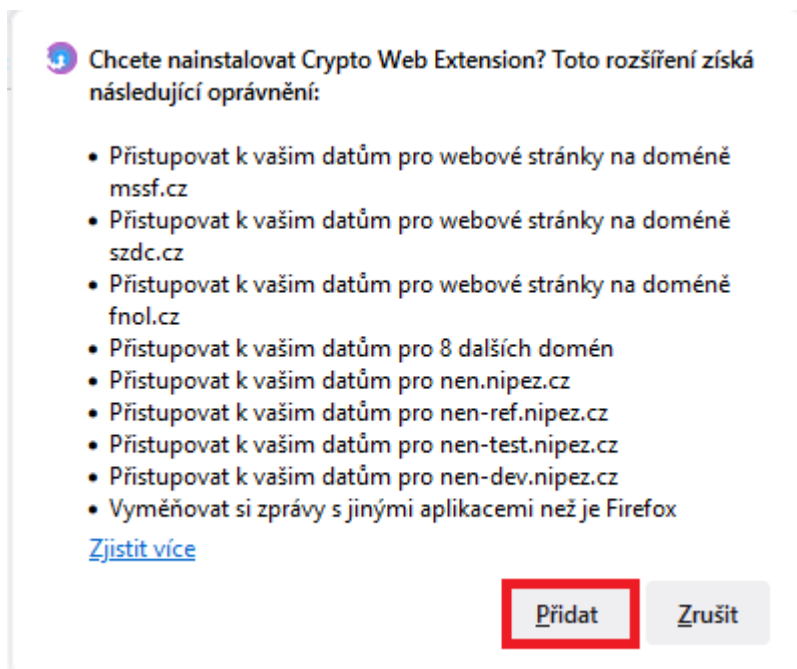 Chcete nainstalovat Crypto Web Extension? Toto rozšíření získá
následující oprávnění:
• Přistupovat k vašim datům pro webové stránky na doméně
mssf.cz
• Přistupovat k vašim datům pro webové stránky na doméně
szdc.cz
• Přistupovat k vašim datům pro webové stránky na doméně
fnol.cz
• Přistupovat k vašim datům pro 8 dalších domén
• Přistupovat k vašim datům pro nen.nipez.cz
• Přistupovat k vašim datům pro nen-ref.nipez.cz
• Přistupovat k vašim datům pro nen-test.nipez.cz
• Přistupovat k vašim datům pro nen-dev.nipez.cz
• Vyměňovat si zprávy s jinými aplikacemi než je Firefox
Zjistit více
Přidat Zrušit